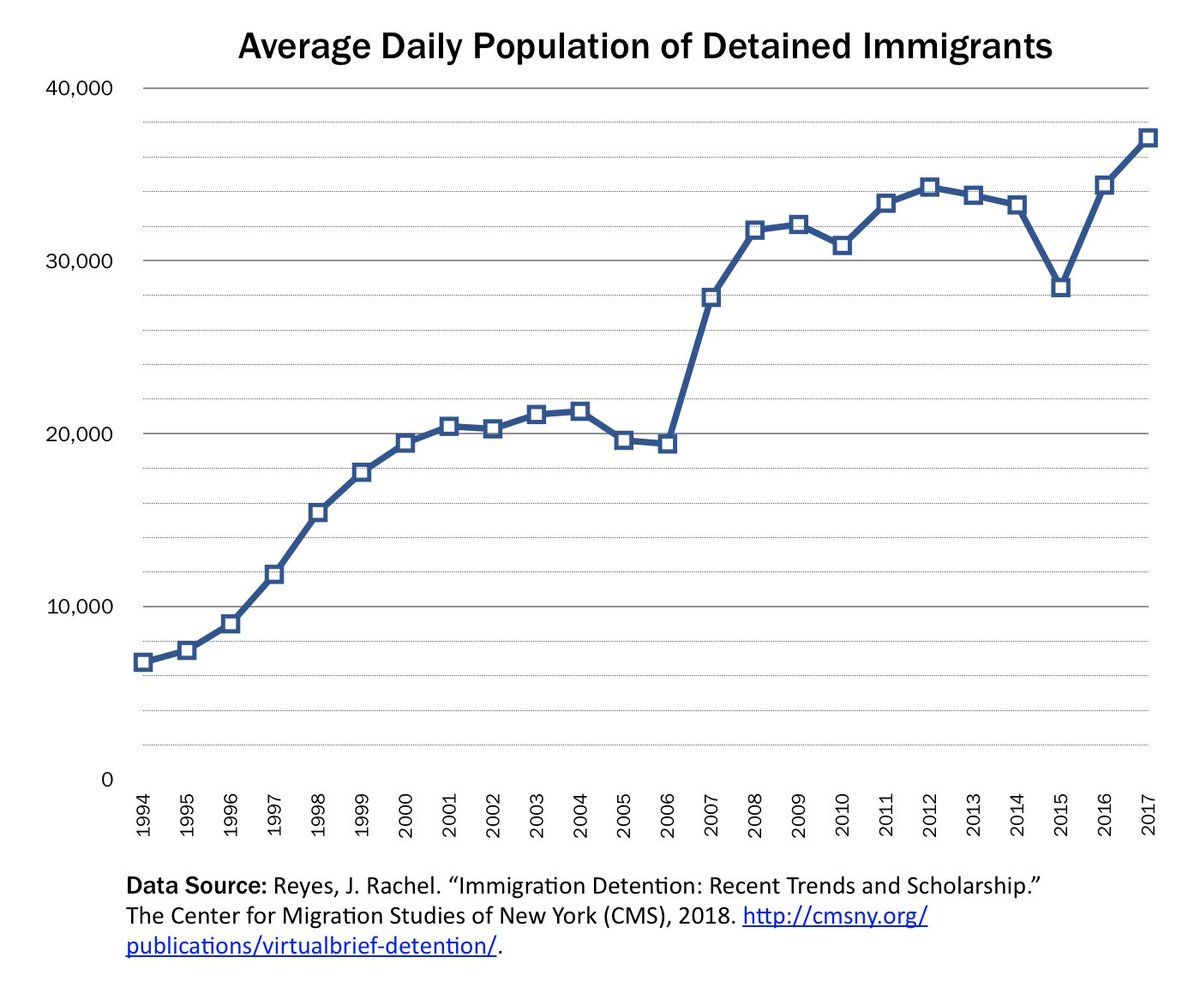 Average Daily Population of Detained Immigrants
40,000
30,000
20,000
10,000
0
1994 1995 1996 1997 1998 1999 2000 2001 2002 2003 2004 2005 2006 2007 2008 2009 2010 2011 2012 2013 2014 2015 2016 2017
Data Source: Reyes, J. Rachel. “Immigration Detention: Recent Trends and Scholarship.”
The Center for Migration Studies of New York (CMS), 2018. http://cmsny.org/
publications/virtualbrief-detention/.